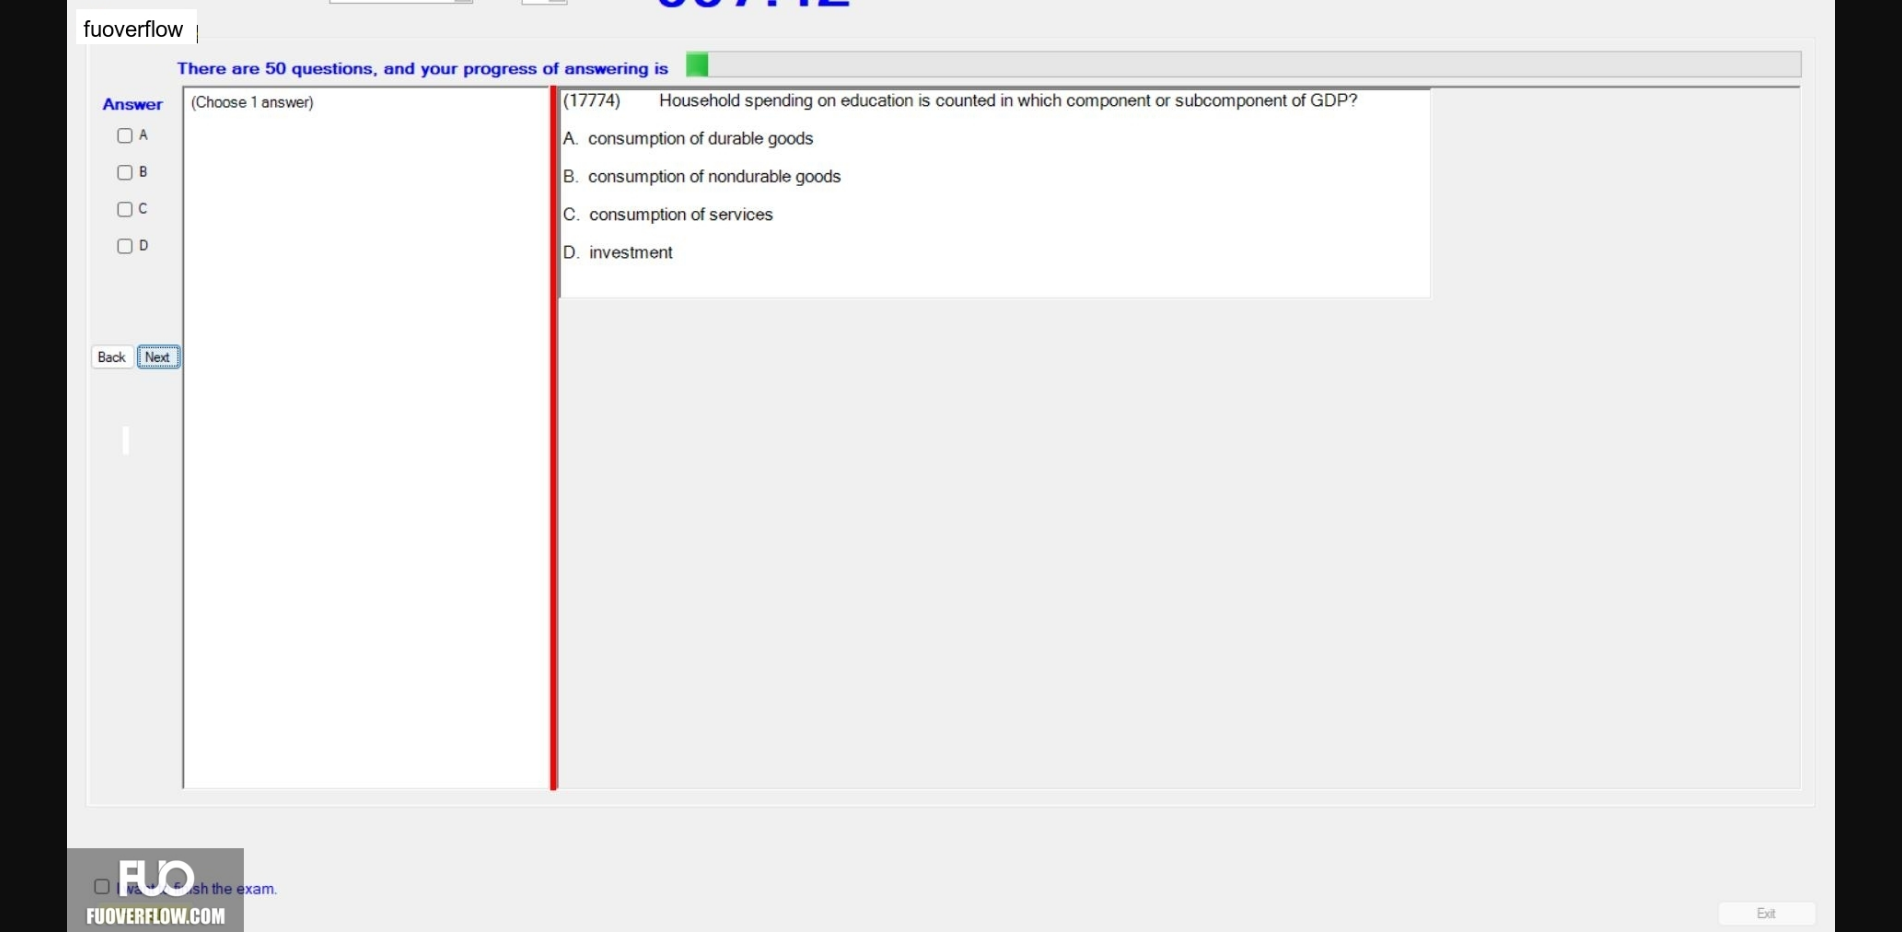 fuoverflow
There are 50 questions, and your progress of answering is
Answer
A
B
C
D
Back Next
(Choose 1 answer)
(17774) Household spending on education is counted in which component or subcomponent of GDP?
A. consumption of durable goods
B. consumption of nondurable goods
C. consumption of services
D. investment
FUO
the exam.
FUOVERFLOW.COM
Exit